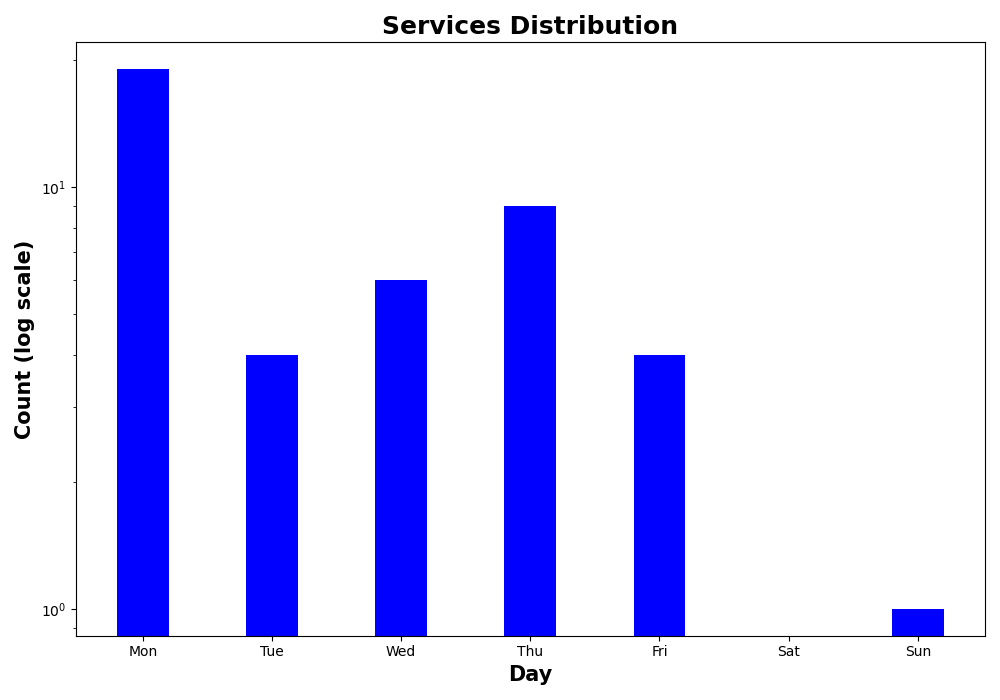 Services Distribution
Count (log scale)
10¹
10⁰
Mon Tue Wed Thu Fri Sat Sun
Day